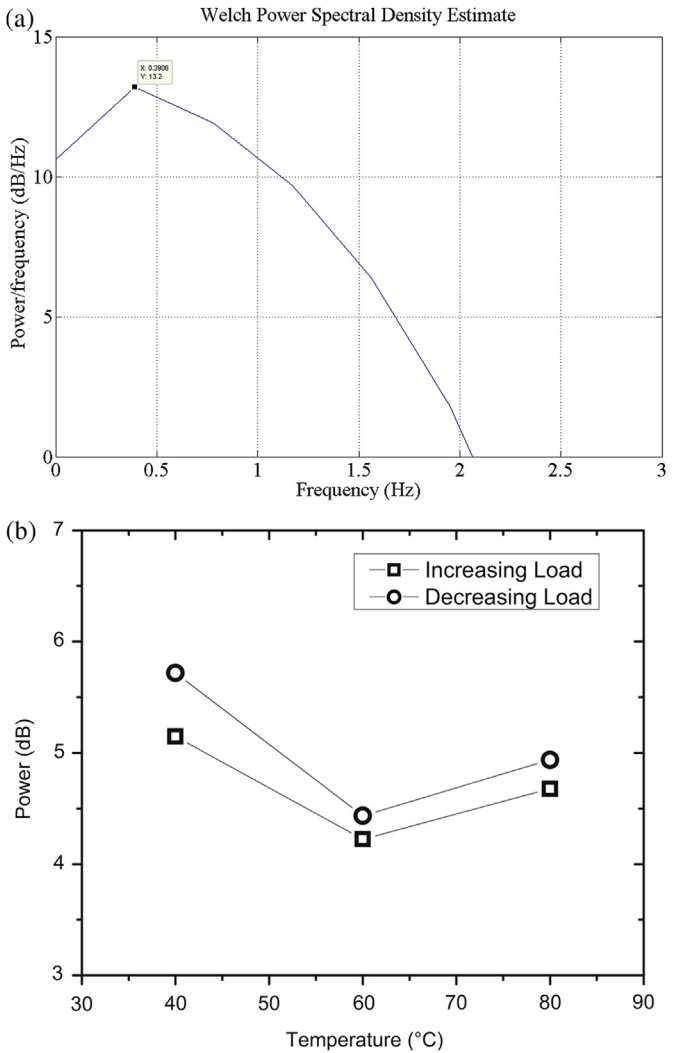 (a)
Welch Power Spectral Density Estimate
15
10
5
0
Power/frequency (dB/Hz)
X: 0.3906
Y: 13.2
0 0.5 1 1.5 2 2.5 3
Frequency (Hz)
(b)
7
6
5
4
3
Power (dB)
Increasing Load
Decreasing Load
30 40 50 60 70 80 90
Temperature (°C)